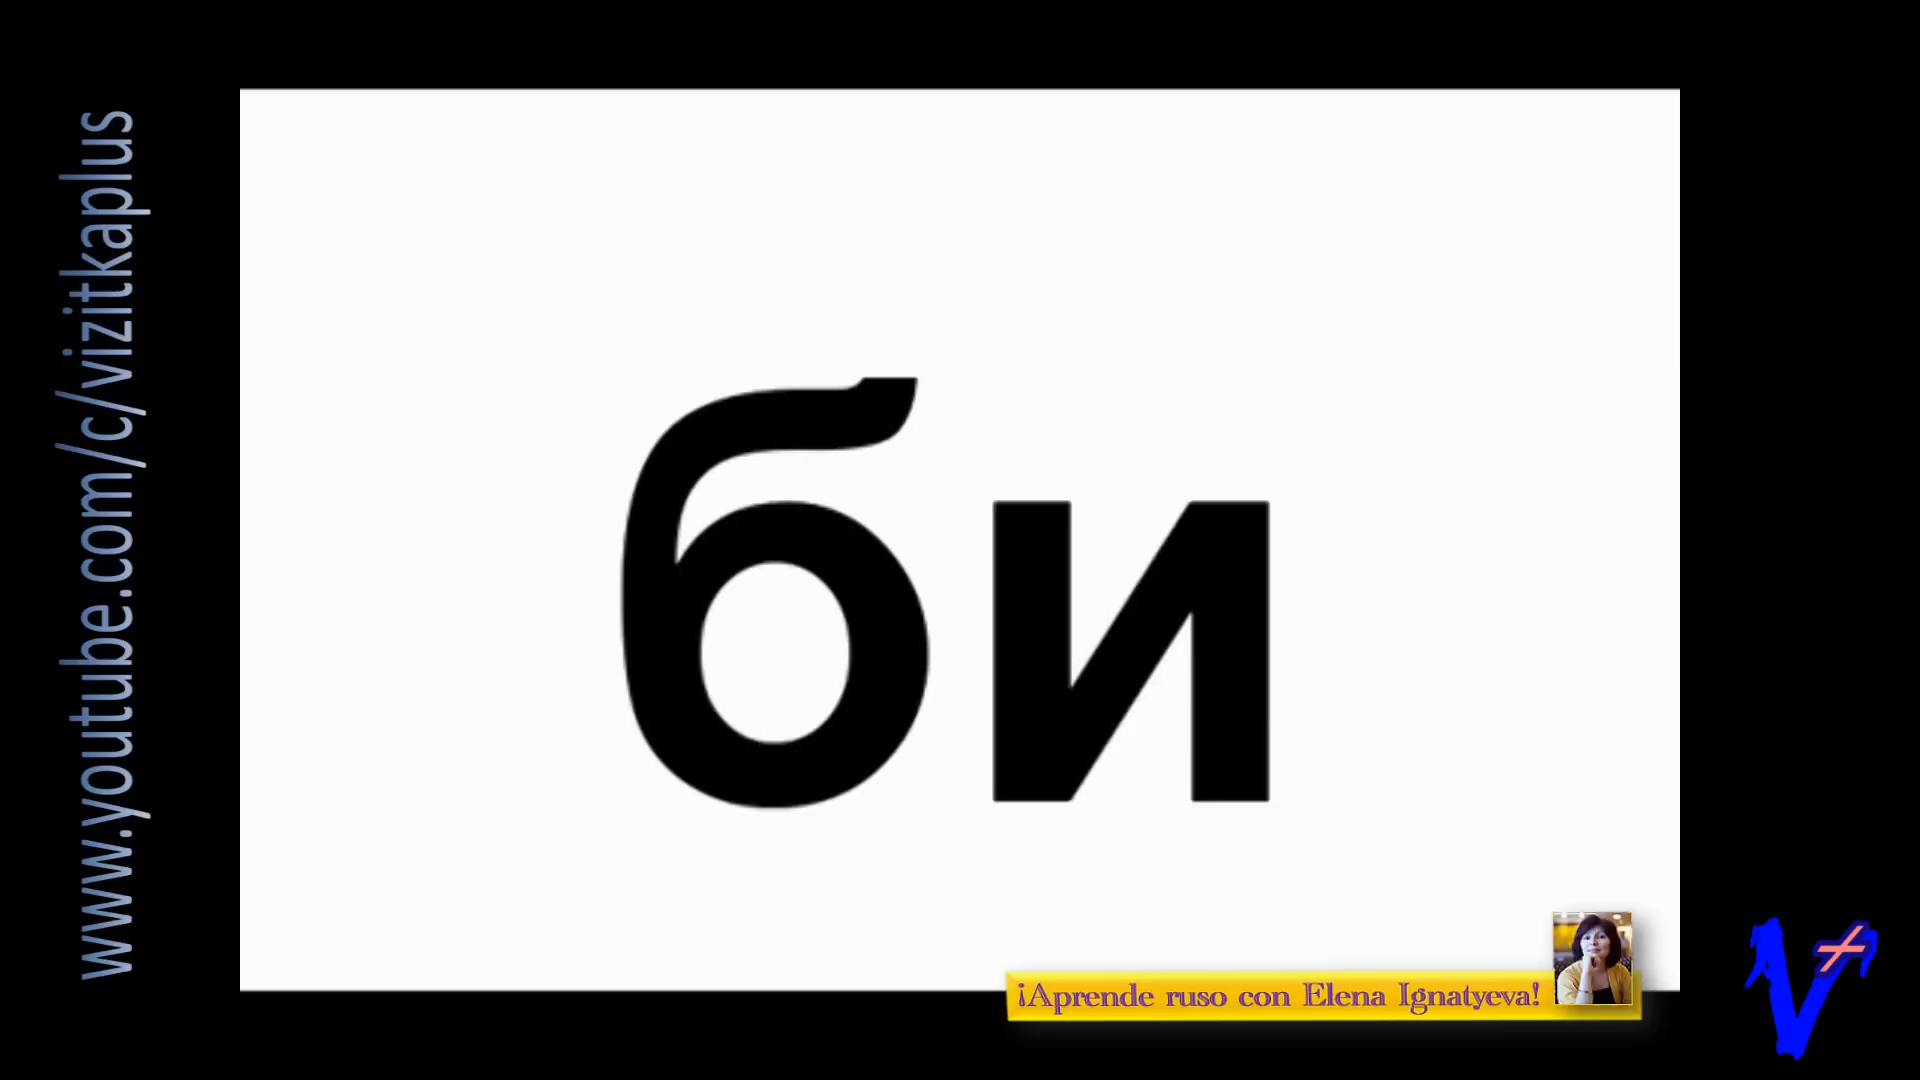 www.youtube.com/c/vizitkaplus
би
¡Aprende ruso con Elena Ignatyeva!
V+